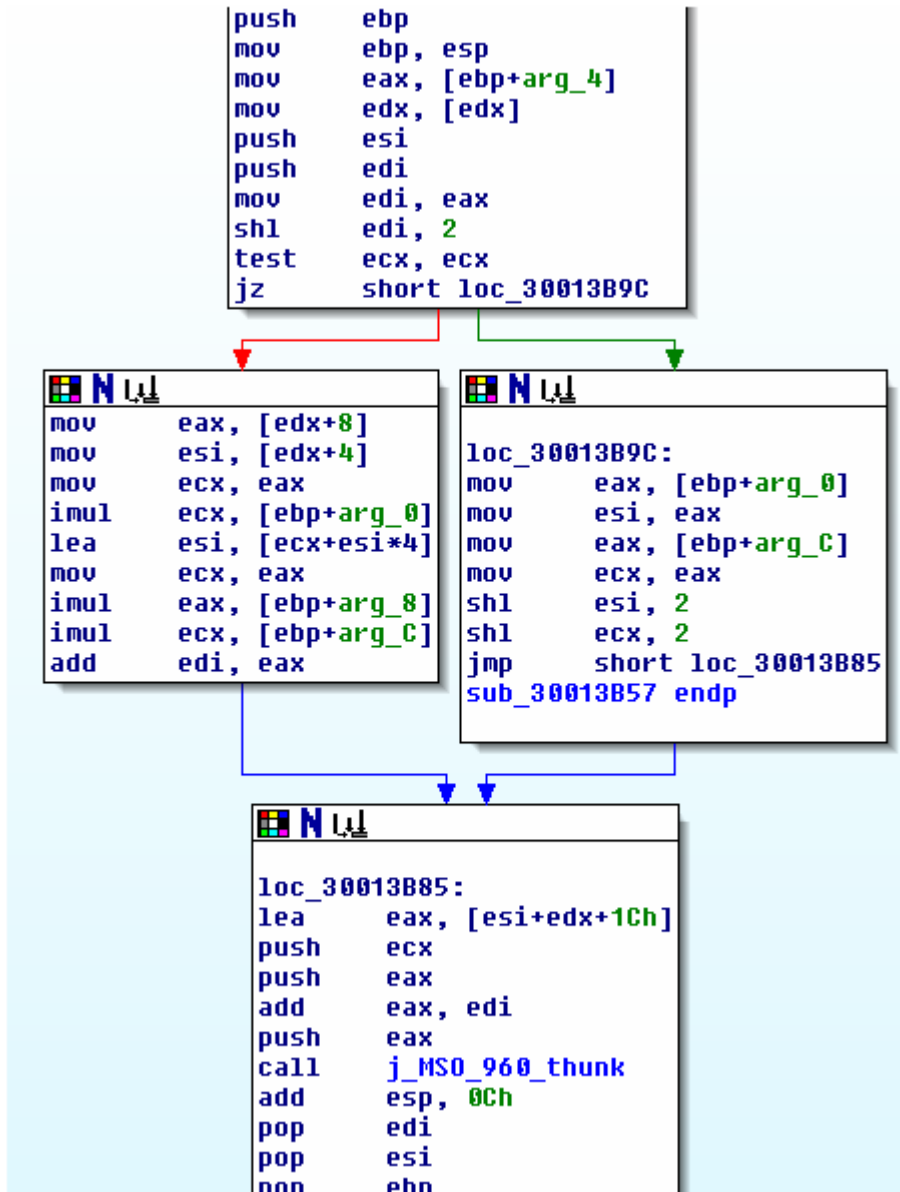 push ebp
mov ebp, esp
mov eax, [ebp+arg_4]
mov edx, [edx]
push esi
push edi
mov edi, eax
shl edi, 2
test ecx, ecx
jz short loc_30013B9C
N
mov eax, [edx+8]
mov esi, [edx+4]
mov ecx, eax
imul ecx, [ebp+arg_0]
lea esi, [ecx+esi*4]
mov ecx, eax
imul eax, [ebp+arg_8]
imul ecx, [ebp+arg_C]
add edi, eax
N
loc_30013B9C:
mov eax, [ebp+arg_0]
mov esi, eax
mov eax, [ebp+arg_C]
mov ecx, eax
shl esi, 2
shl ecx, 2
jmp short loc_30013B85
sub_30013B57 endp
N
loc_30013B85:
lea eax, [esi+edx+1Ch]
push ecx
push eax
add eax, edi
push eax
call j_MSO_960_thunk
add esp, 0Ch
pop edi
pop esi
pop ebp